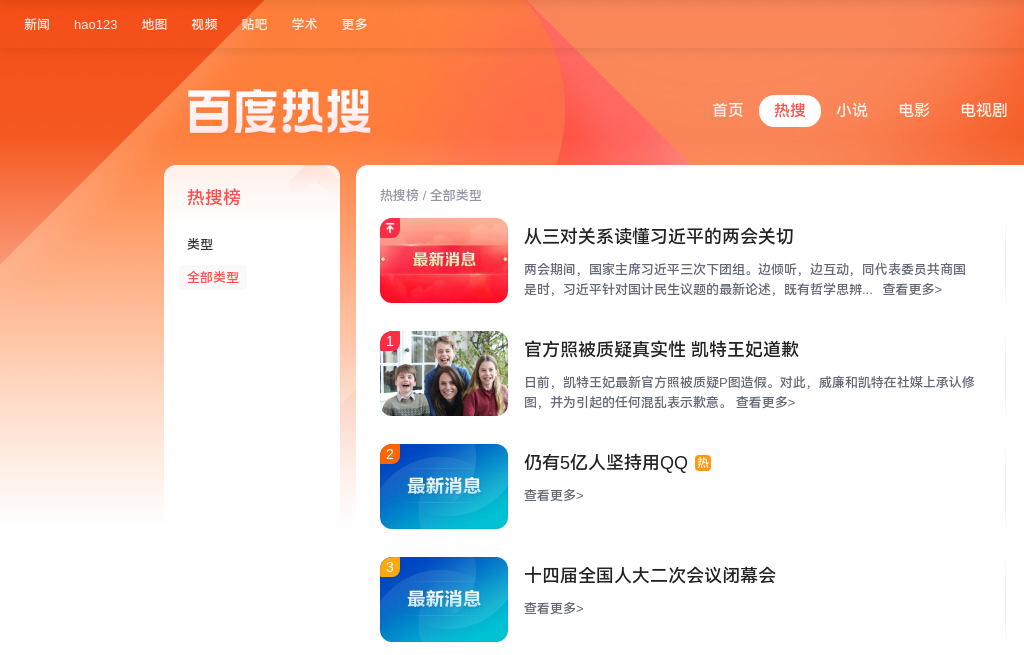 新闻 hao123 地图 视频 贴吧 学术 更多
百度热搜
首页 热搜 小说 电影 电视剧
热搜榜
类型
全部类型
热搜榜 / 全部类型
最新消息
从三对关系读懂习近平的两会关切
两会期间，国家主席习近平三次下团组。边倾听，边互动，同代表委员共商国
是时，习近平针对国计民生议题的最新论述，既有哲学思辨... 查看更多>
1
官方照被质疑真实性 凯特王妃道歉
日前，凯特王妃最新官方照被质疑P图造假。对此，威廉和凯特在社媒上承认修
图，并为引起的任何混乱表示歉意。 查看更多>
2
最新消息
仍有5亿人坚持用QQ 热
查看更多>
3
最新消息
十四届全国人大二次会议闭幕会
查看更多>